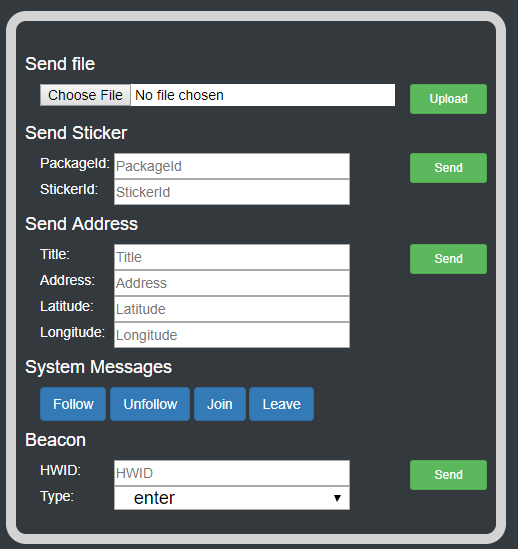 Send file
Choose File No file chosen Upload
Send Sticker
PackageId: PackageId Send
StickerId: StickerId
Send Address
Title: Title Send
Address: Address
Latitude: Latitude
Longitude: Longitude
System Messages
Follow Unfollow Join Leave
Beacon
HWID: HWID Send
Type: enter